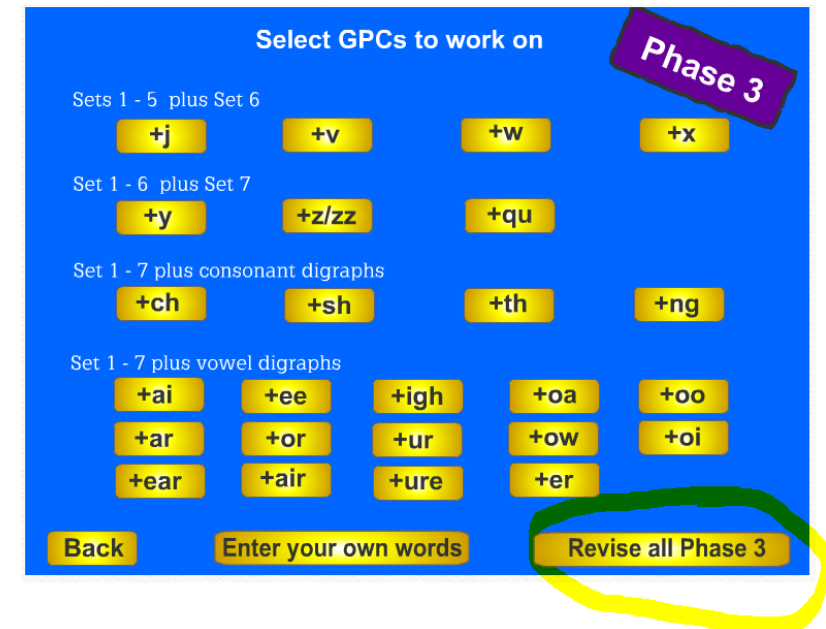 Select GPCs to work on
Phase 3
Sets 1 - 5 plus Set 6
+j +v +w +x
Set 1 - 6 plus Set 7
+y +z/zz +qu
Set 1 - 7 plus consonant digraphs
+ch +sh +th +ng
Set 1 - 7 plus vowel digraphs
+ai +ee +igh +oa +oo
+ar +or +ur +ow +oi
+ear +air +ure +er
Back Enter your own words Revise all Phase 3